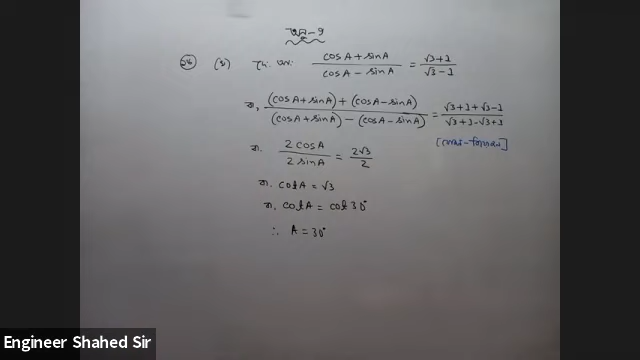 অনু-৭
(১) দে: আ: cosA + sinA / cosA − sinA = √3+1 / √3−1
বা, (cosA+sinA) + (cosA−sinA) / (cosA+sinA) − (cosA−sinA) = √3+1+√3−1 / √3+1−√3+1
[যোজন-বিয়োজন]
বা, 2cosA / 2sinA = 2√3 / 2
বা, cotA = √3
বা, cotA = cot30°
∴ A = 30°
Engineer Shahed Sir